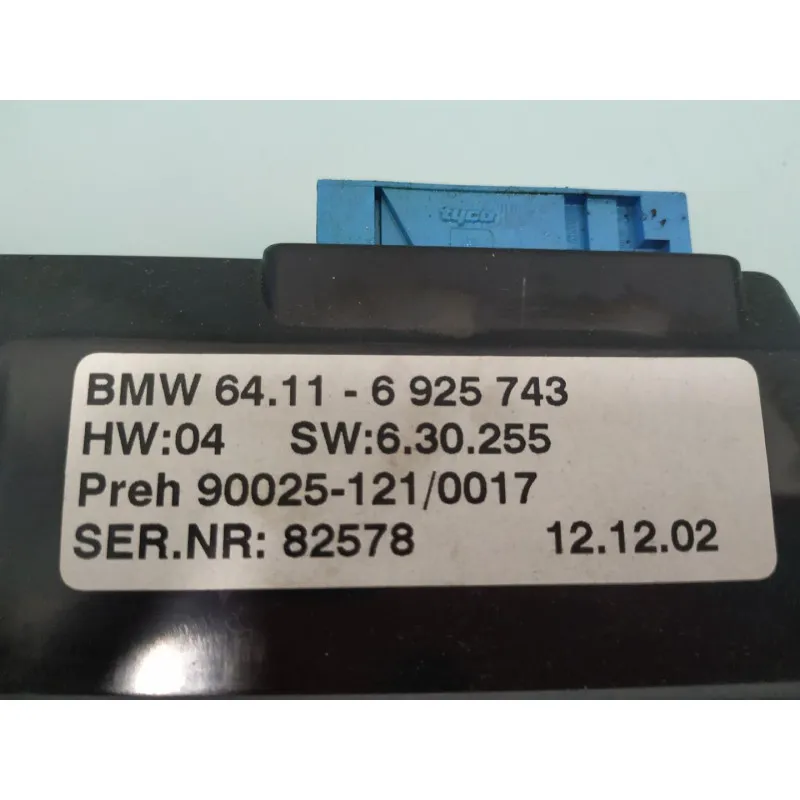 tyco
BMW 64.11 - 6 925 743
HW:04 SW:6.30.255
Preh 90025-121/0017
SER.NR: 82578 12.12.02